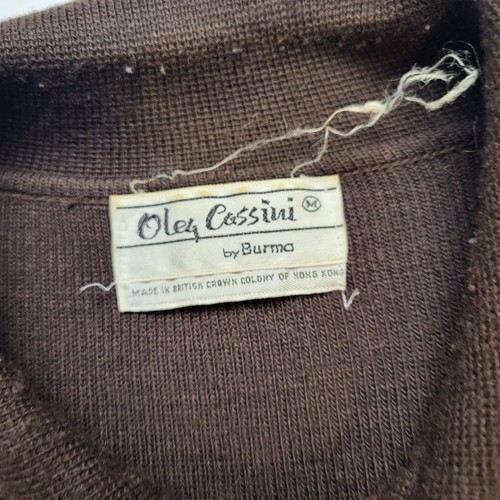 Oleg Cassini M
by Burma
MADE IN BRITISH CROWN COLONY OF HONG KONG